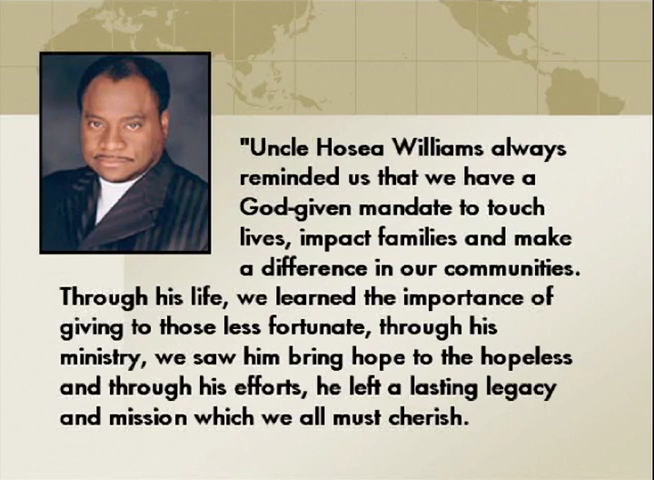 "Uncle Hosea Williams always
reminded us that we have a
God-given mandate to touch
lives, impact families and make
a difference in our communities.
Through his life, we learned the importance of
giving to those less fortunate, through his
ministry, we saw him bring hope to the hopeless
and through his efforts, he left a lasting legacy
and mission which we all must cherish.